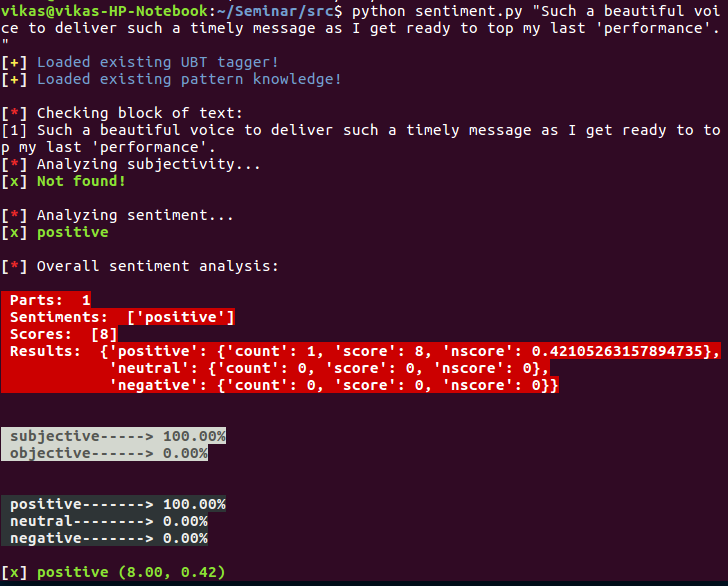 vikas@vikas-HP-Notebook:~/Seminar/src$ python sentiment.py "Such a beautiful voi
ce to deliver such a timely message as I get ready to top my last 'performance'.
"
[+] Loaded existing UBT tagger!
[+] Loaded existing pattern knowledge!
[*] Checking block of text:
[1] Such a beautiful voice to deliver such a timely message as I get ready to to
p my last 'performance'.
[*] Analyzing subjectivity...
[x] Not found!
[*] Analyzing sentiment...
[x] positive
[*] Overall sentiment analysis:
Parts:  1
Sentiments:  ['positive']
Scores:  [8]
Results:  {'positive': {'count': 1, 'score': 8, 'nscore': 0.42105263157894735},
'neutral': {'count': 0, 'score': 0, 'nscore': 0},
'negative': {'count': 0, 'score': 0, 'nscore': 0}}
subjective-----> 100.00%
objective------> 0.00%
positive-------> 100.00%
neutral--------> 0.00%
negative-------> 0.00%
[x] positive (8.00, 0.42)